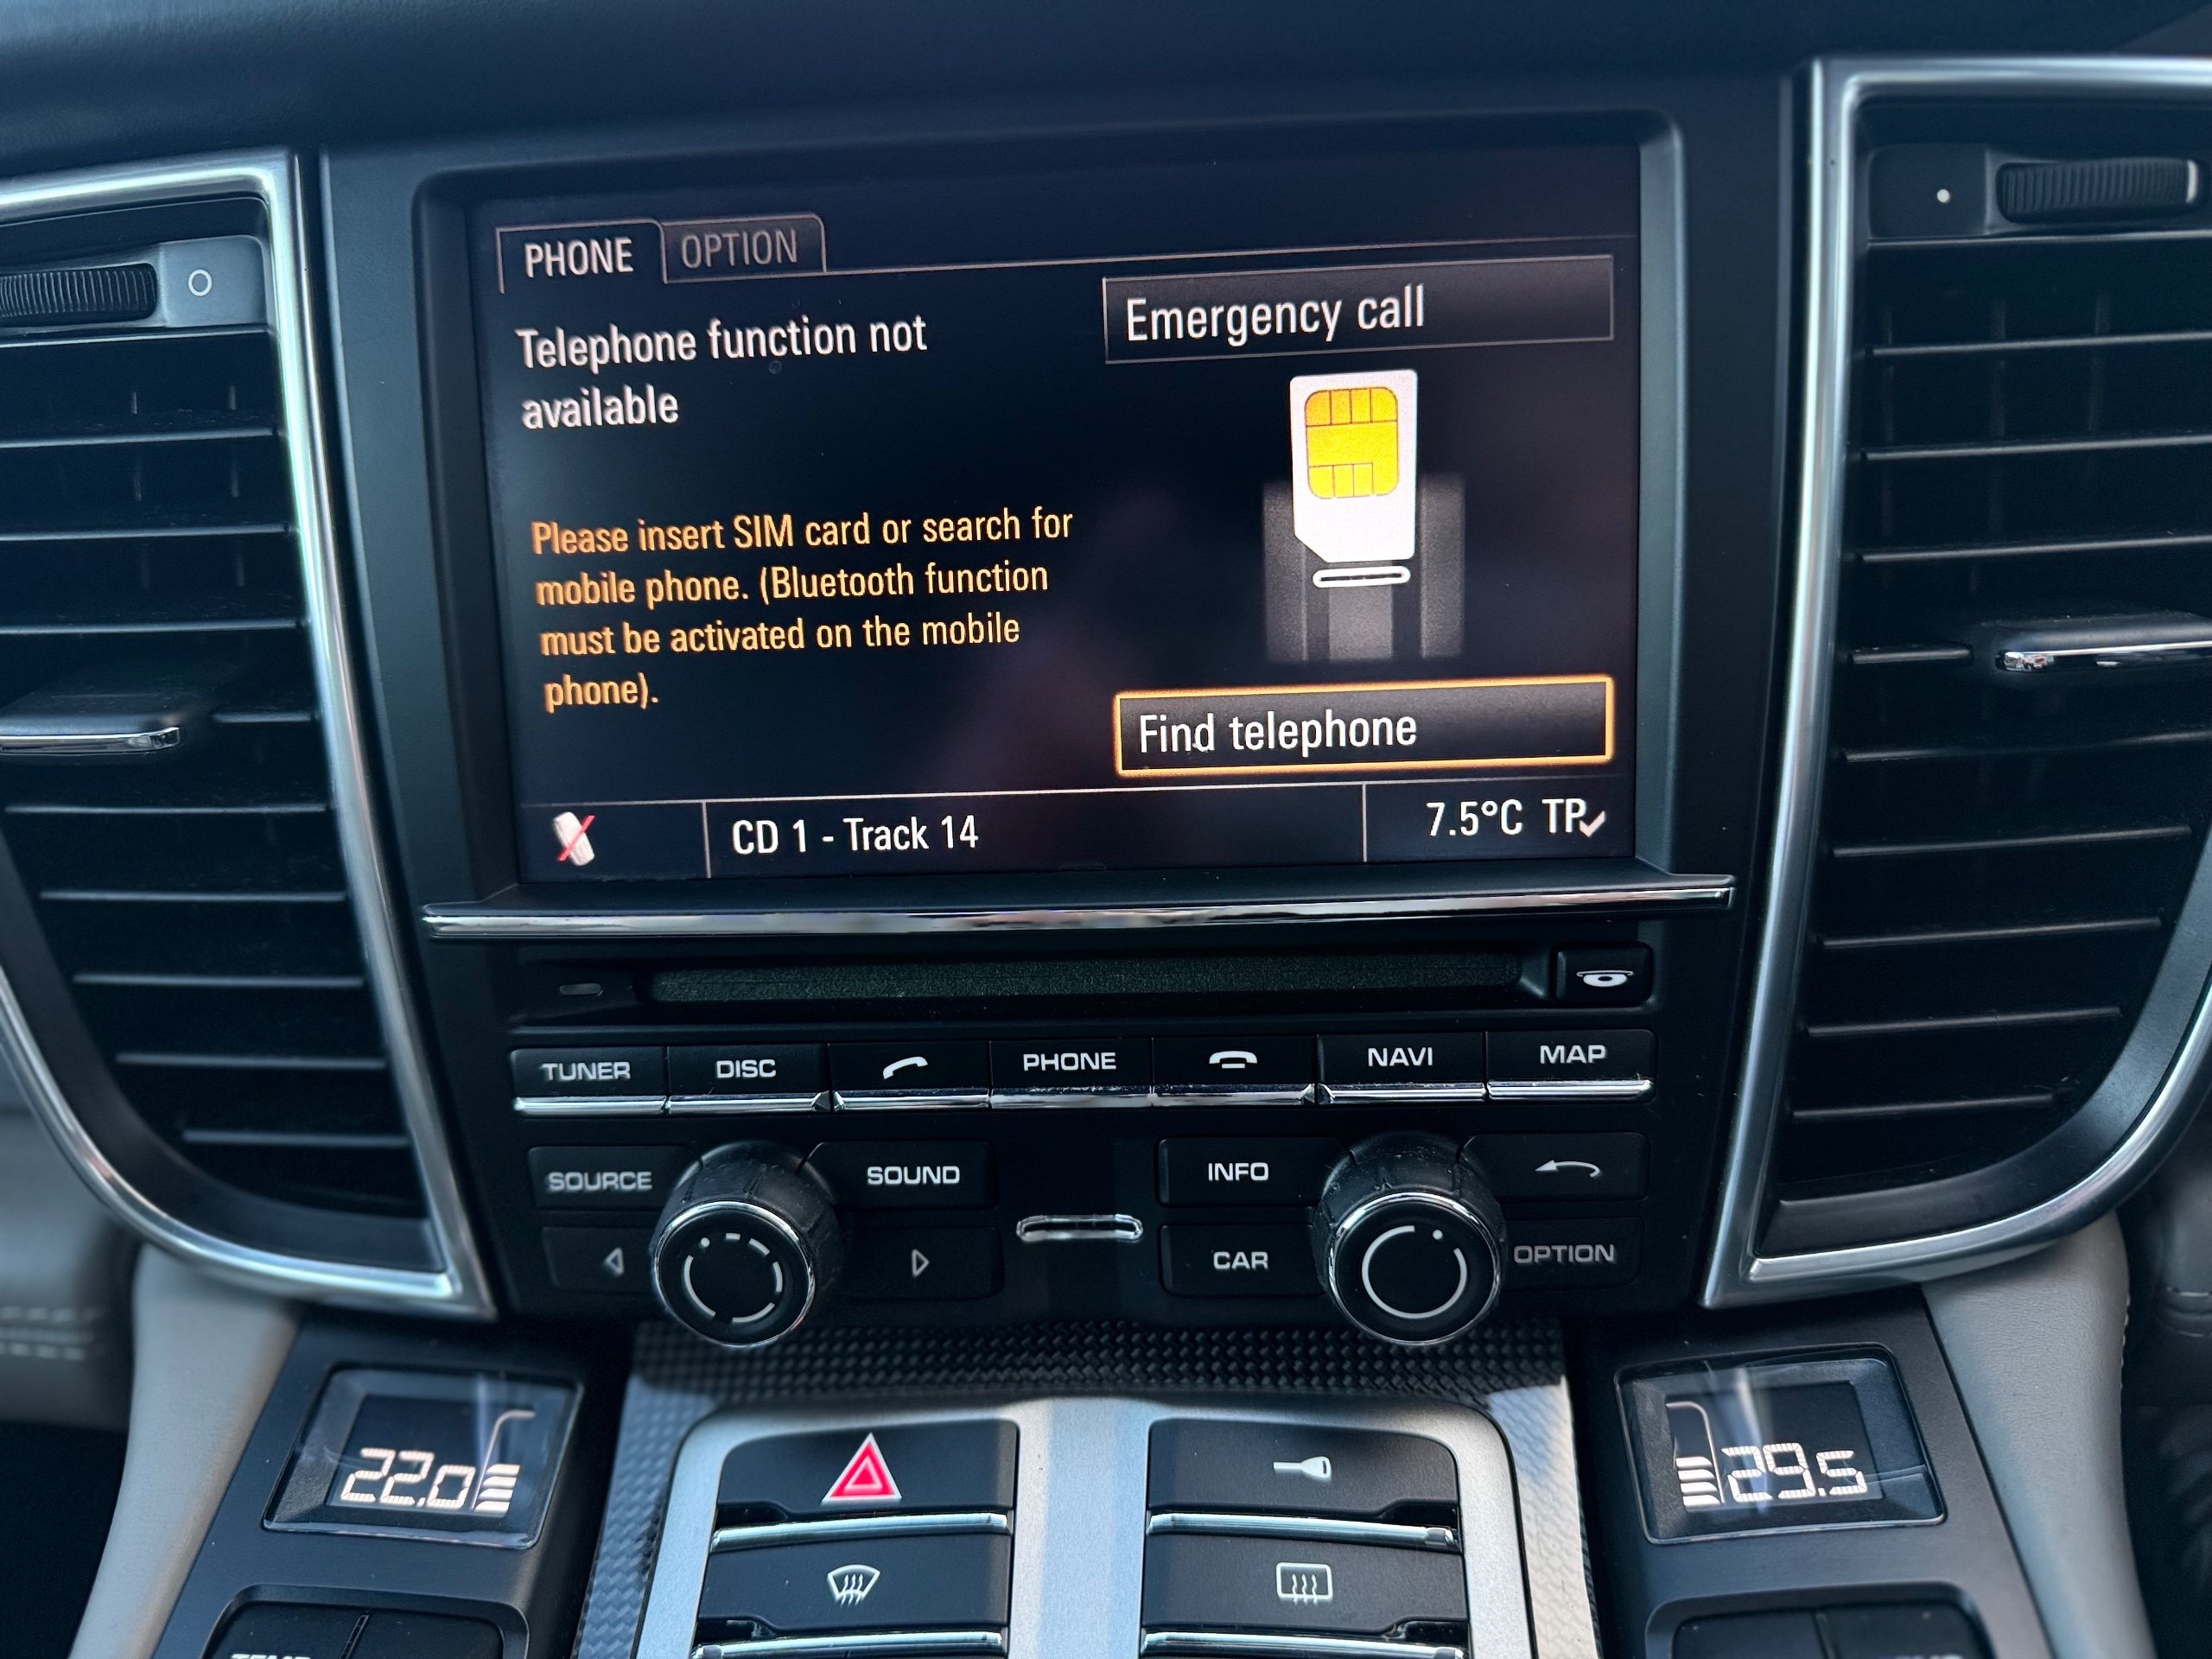 PHONE OPTION
Telephone function not
available
Emergency call
Please insert SIM card or search for
mobile phone. (Bluetooth function
must be activated on the mobile
phone).
Find telephone
CD 1 - Track 14
7.5°C TP
TUNER DISC PHONE NAVI MAP
SOURCE SOUND INFO
CAR OPTION
22.0 29.5
TEMP